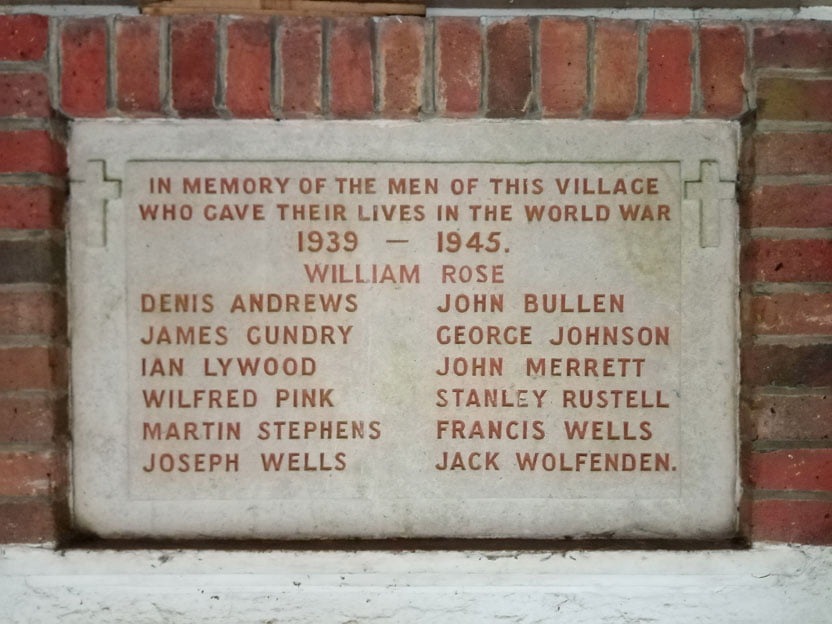 IN MEMORY OF THE MEN OF THIS VILLAGE
WHO GAVE THEIR LIVES IN THE WORLD WAR
1939 — 1945.
WILLIAM ROSE
DENIS ANDREWS JOHN BULLEN
JAMES GUNDRY GEORGE JOHNSON
IAN LYWOOD JOHN MERRETT
WILFRED PINK STANLEY RUSTELL
MARTIN STEPHENS FRANCIS WELLS
JOSEPH WELLS JACK WOLFENDEN.